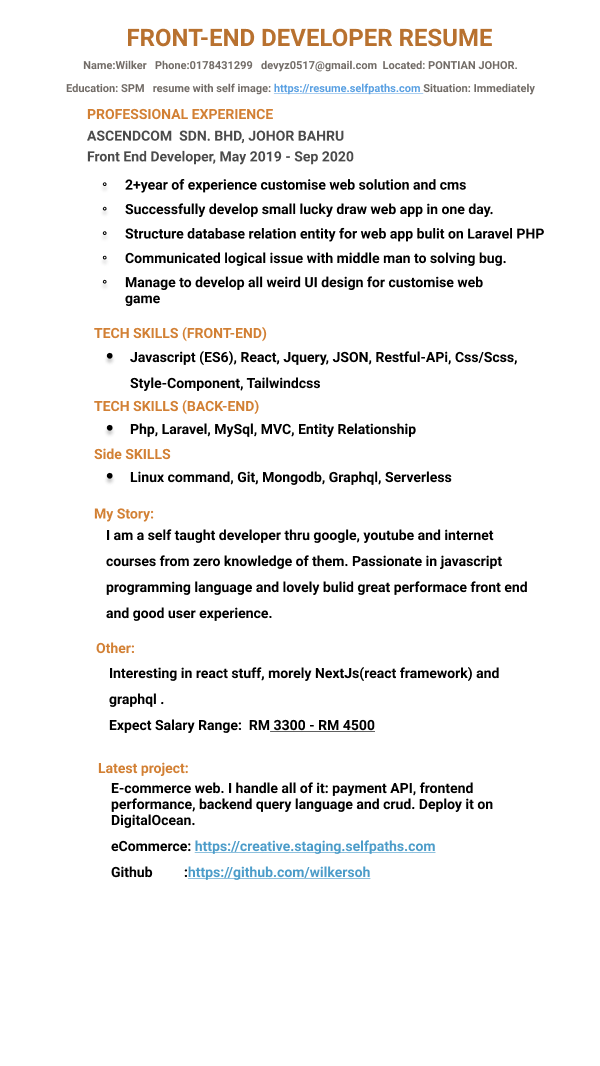 FRONT-END DEVELOPER RESUME
Name:Wilker Phone:0178431299 devyz0517@gmail.com Located: PONTIAN JOHOR.
Education: SPM resume with self image: https://resume.selfpaths.com Situation: Immediately
PROFESSIONAL EXPERIENCE
ASCENDCOM SDN. BHD, JOHOR BAHRU
Front End Developer, May 2019 - Sep 2020
° 2+year of experience customise web solution and cms
° Successfully develop small lucky draw web app in one day.
° Structure database relation entity for web app bulit on Laravel PHP
° Communicated logical issue with middle man to solving bug.
° Manage to develop all weird UI design for customise web
game
TECH SKILLS (FRONT-END)
• Javascript (ES6), React, Jquery, JSON, Restful-APi, Css/Scss,
Style-Component, Tailwindcss
TECH SKILLS (BACK-END)
• Php, Laravel, MySql, MVC, Entity Relationship
Side SKILLS
• Linux command, Git, Mongodb, Graphql, Serverless
My Story:
I am a self taught developer thru google, youtube and internet
courses from zero knowledge of them. Passionate in javascript
programming language and lovely bulid great performace front end
and good user experience.
Other:
Interesting in react stuff, morely NextJs(react framework) and
graphql .
Expect Salary Range: RM 3300 - RM 4500
Latest project:
E-commerce web. I handle all of it: payment API, frontend
performance, backend query language and crud. Deploy it on
DigitalOcean.
eCommerce: https://creative.staging.selfpaths.com
Github :https://github.com/wilkersoh